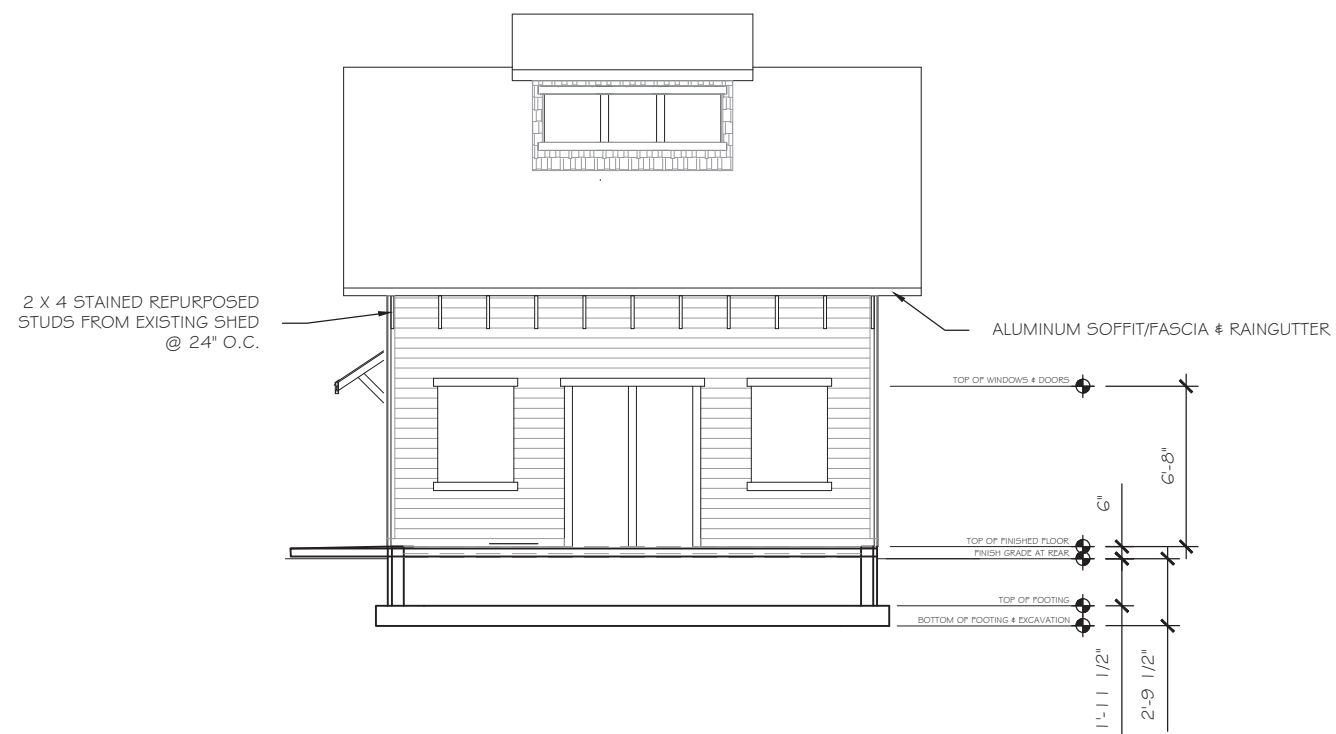 2 X 4 STAINED REPURPOSED
STUDS FROM EXISTING SHED
@ 24" O.C.
ALUMINUM SOFFIT/FASCIA & RAINGUTTER
TOP OF WINDOWS & DOORS
6'-8"
6"
TOP OF FINISHED FLOOR
FINISH GRADE AT REAR
TOP OF FOOTING
BOTTOM OF FOOTING & EXCAVATION
1'-11 1/2"
2'-9 1/2"